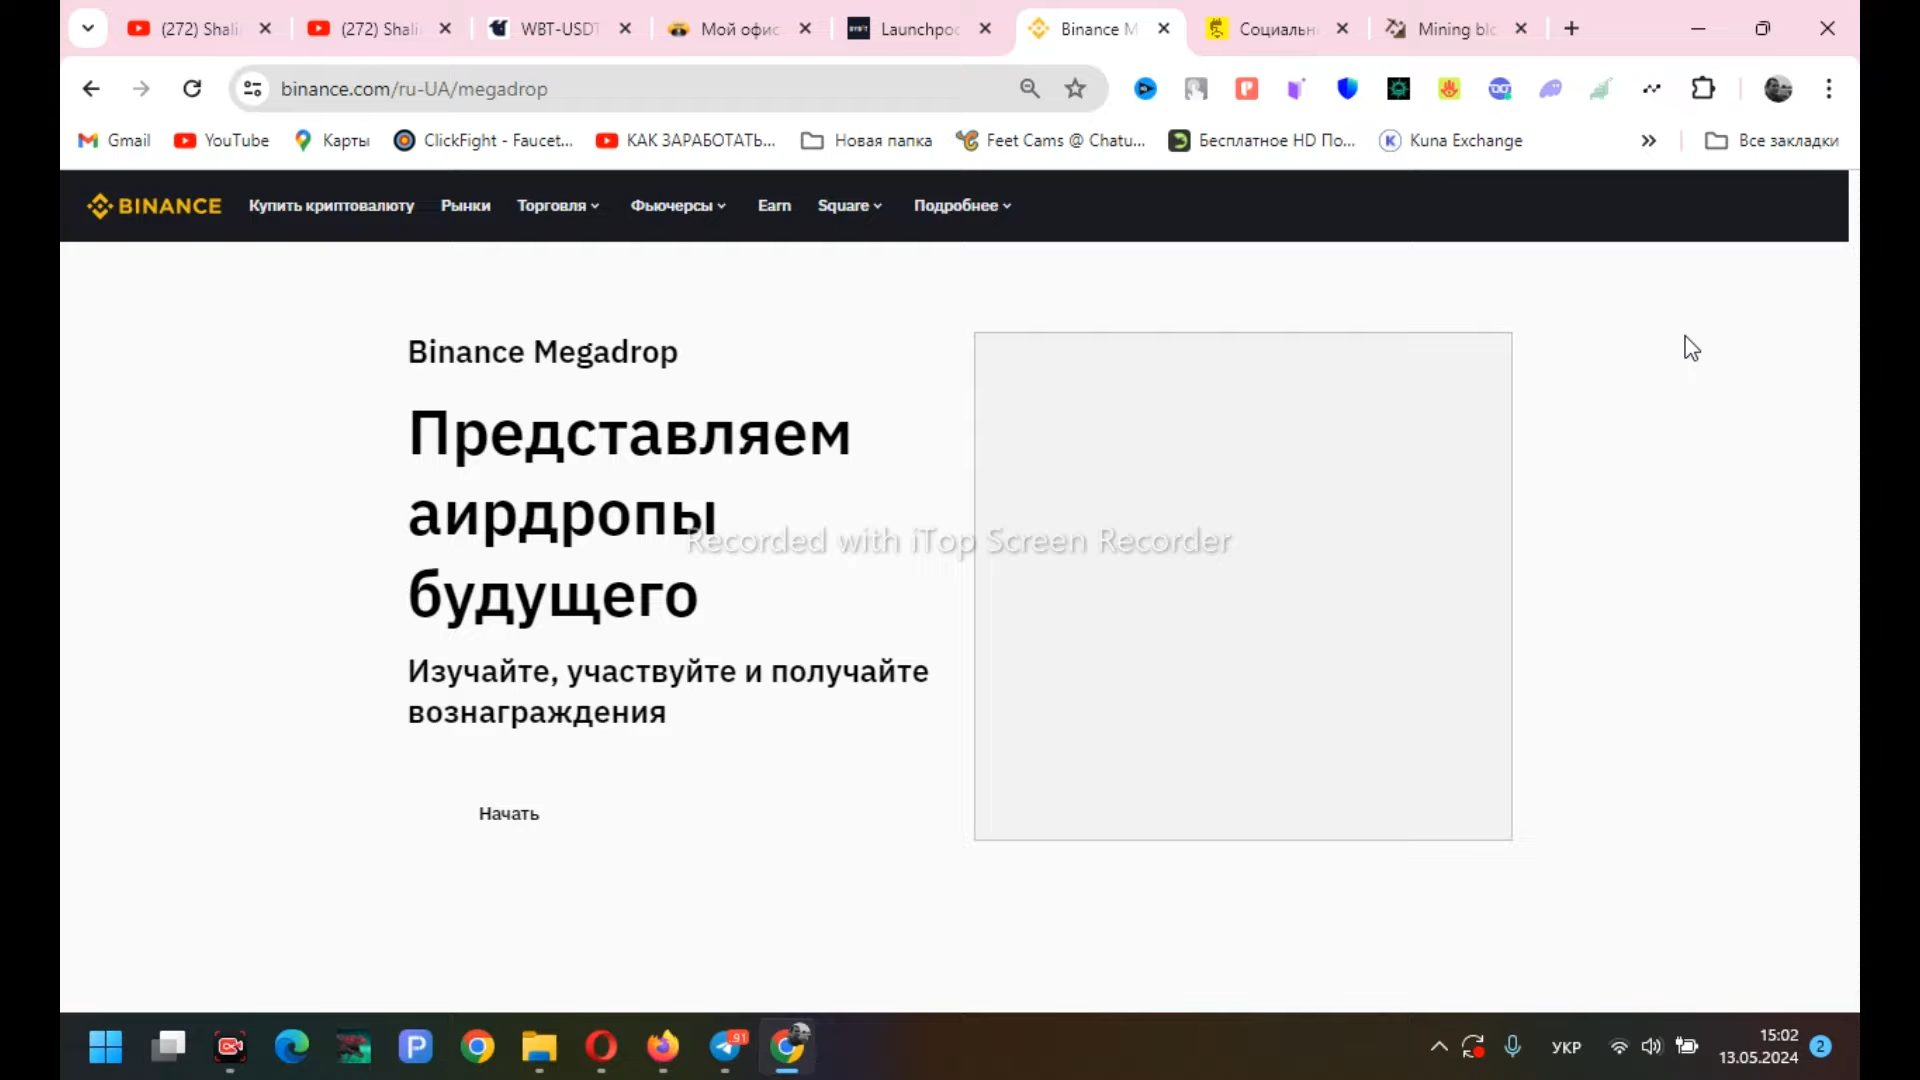 (272) Shali
(272) Shali
WBT-USDT
Мой офис
Launchpoo
Binance M
Социальн
Mining blo
binance.com/ru-UA/megadrop
Gmail
YouTube
Карты
ClickFight - Faucet...
КАК ЗАРАБОТАТЬ...
Новая папка
Feet Cams @ Chatu...
Бесплатное HD По...
Kuna Exchange
Все закладки
BINANCE
Купить криптовалюту
Рынки
Торговля
Фьючерсы
Earn
Square
Подробнее
Binance Megadrop
Представляем
аирдропы
будущего
Recorded with iTop Screen Recorder
Изучайте, участвуйте и получайте
вознаграждения
Начать
91
УКР
15:02
13.05.2024
2